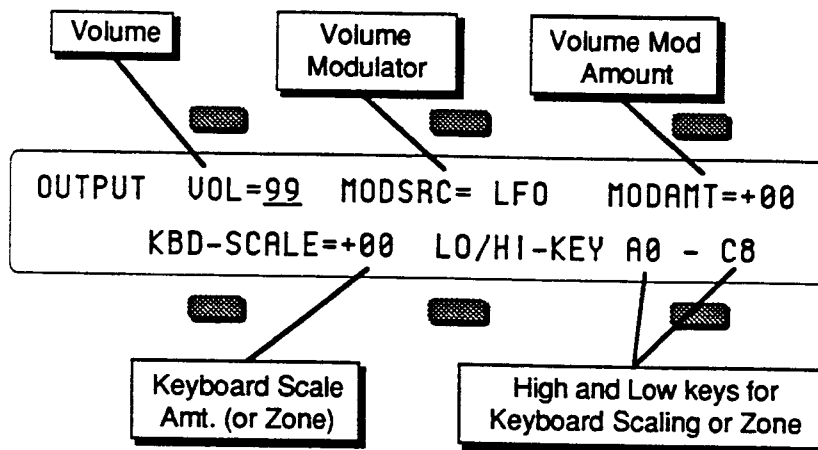 Volume
Volume
Modulator
Volume Mod
Amount
OUTPUT VOL=99 MODSRC= LFO MODAMT=+00
KBD-SCALE=+00 LO/HI-KEY A0 - C8
Keyboard Scale
Amt. (or Zone)
High and Low keys for
Keyboard Scaling or Zone